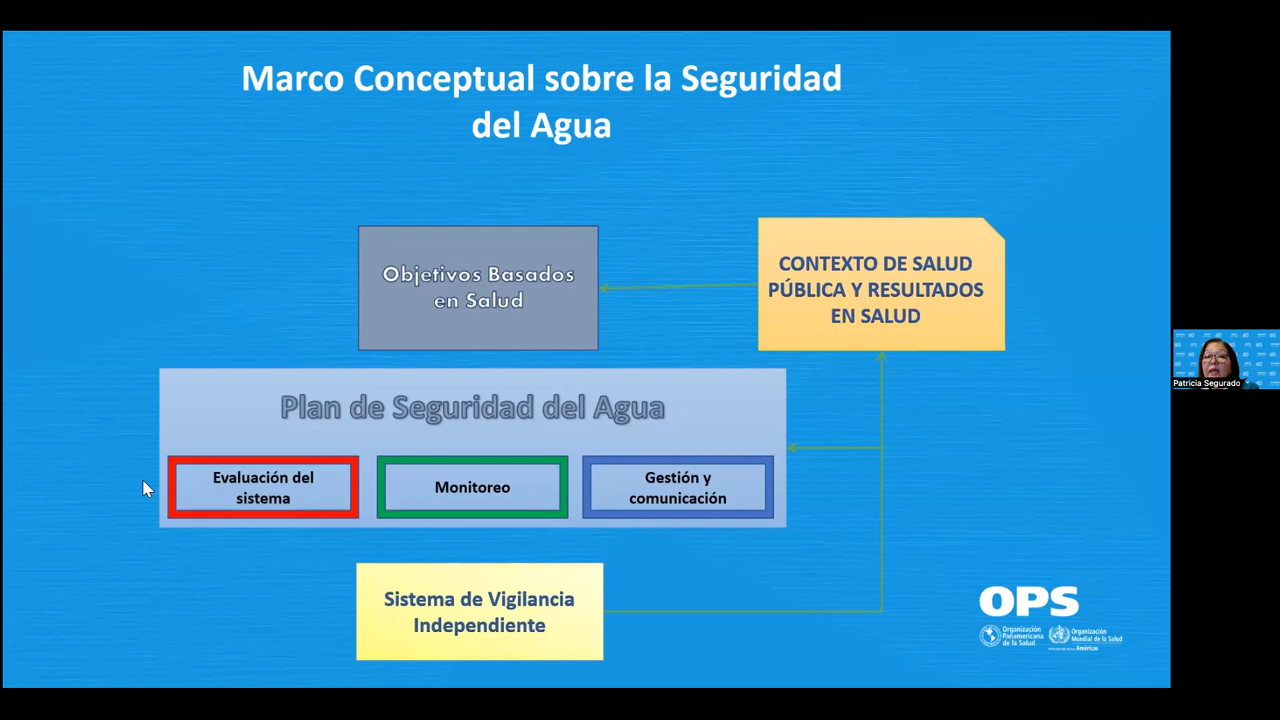 Marco Conceptual sobre la Seguridad
del Agua
Objetivos Basados
en Salud
CONTEXTO DE SALUD
PÚBLICA Y RESULTADOS
EN SALUD
Plan de Seguridad del Agua
Evaluación del
sistema
Monitoreo
Gestión y
comunicación
Sistema de Vigilancia
Independiente
OPS
Organización
Panamericana
de la Salud
Organización
Mundial de la Salud
Américas
Patricia Segurado